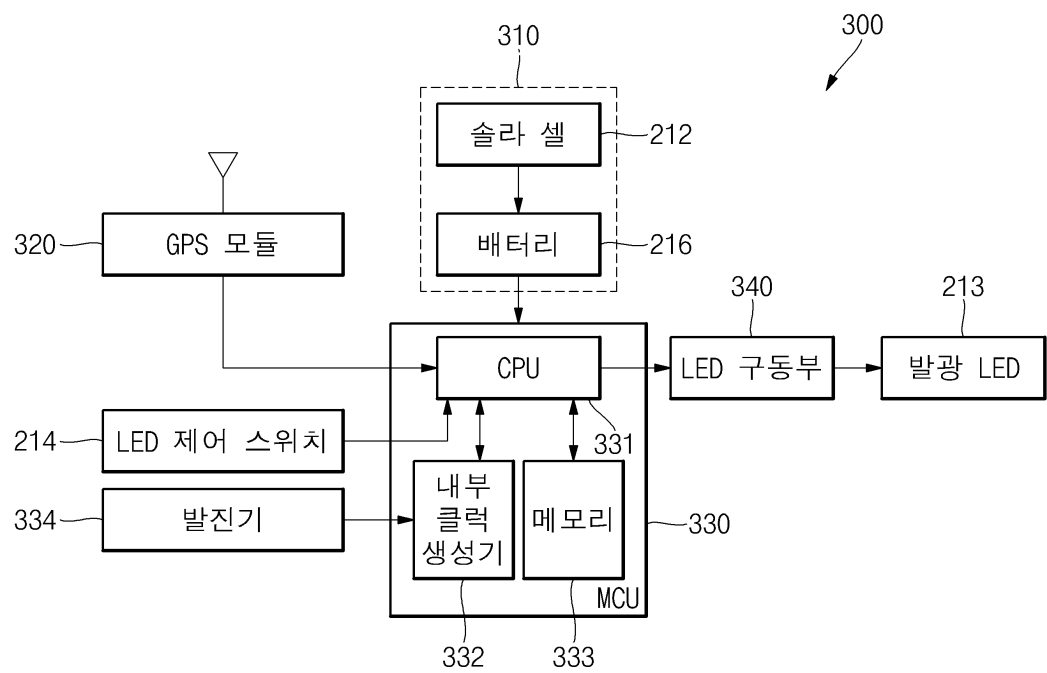 300
310
솔라 셀
212
GPS 모듈
320
배터리
216
340
213
CPU
LED 구동부
발광 LED
331
LED 제어 스위치
214
발진기
334
내부
클럭
생성기
메모리
330
MCU
332
333